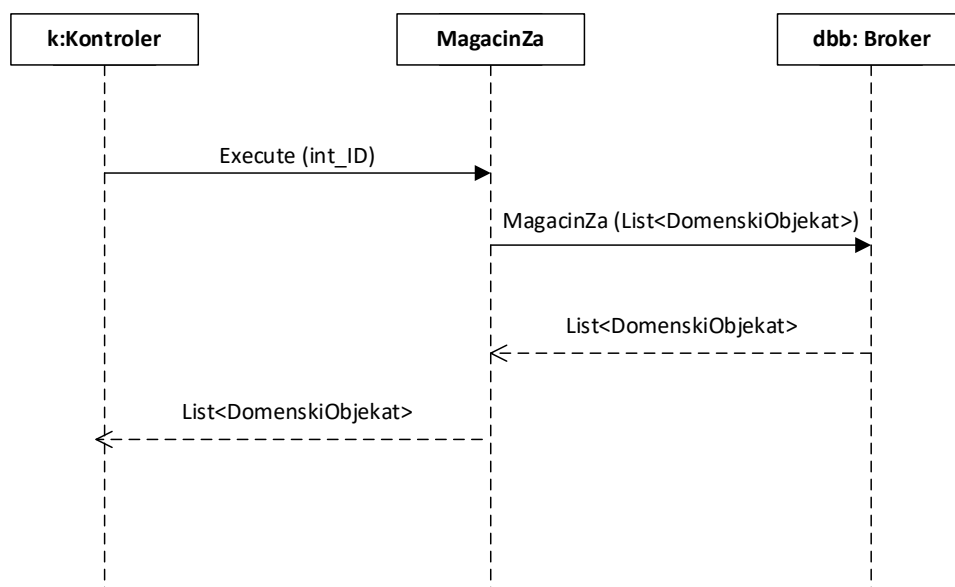 k:Kontroler
MagacinZa
dbb: Broker
Execute (int_ID)
MagacinZa (List<DomenskiObjekat>)
List<DomenskiObjekat>
List<DomenskiObjekat>